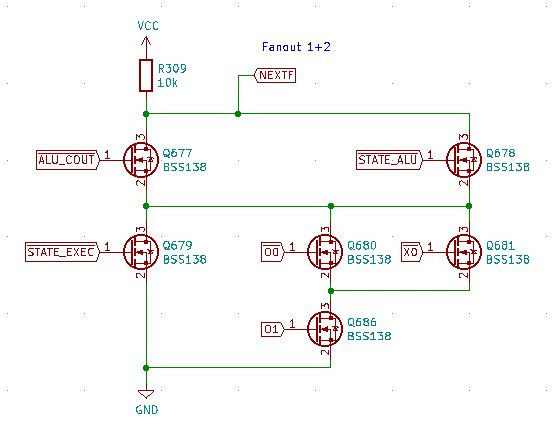 VCC
Fanout 1+2
R309
10k
NEXTF
ALU_COUT
1
3
2
Q677
BSS138
STATE_ALU
1
3
2
Q678
BSS138
STATE_EXEC
1
3
2
Q679
BSS138
O0
1
3
2
Q680
BSS138
X0
1
3
2
Q681
BSS138
O1
1
3
2
Q686
BSS138
GND